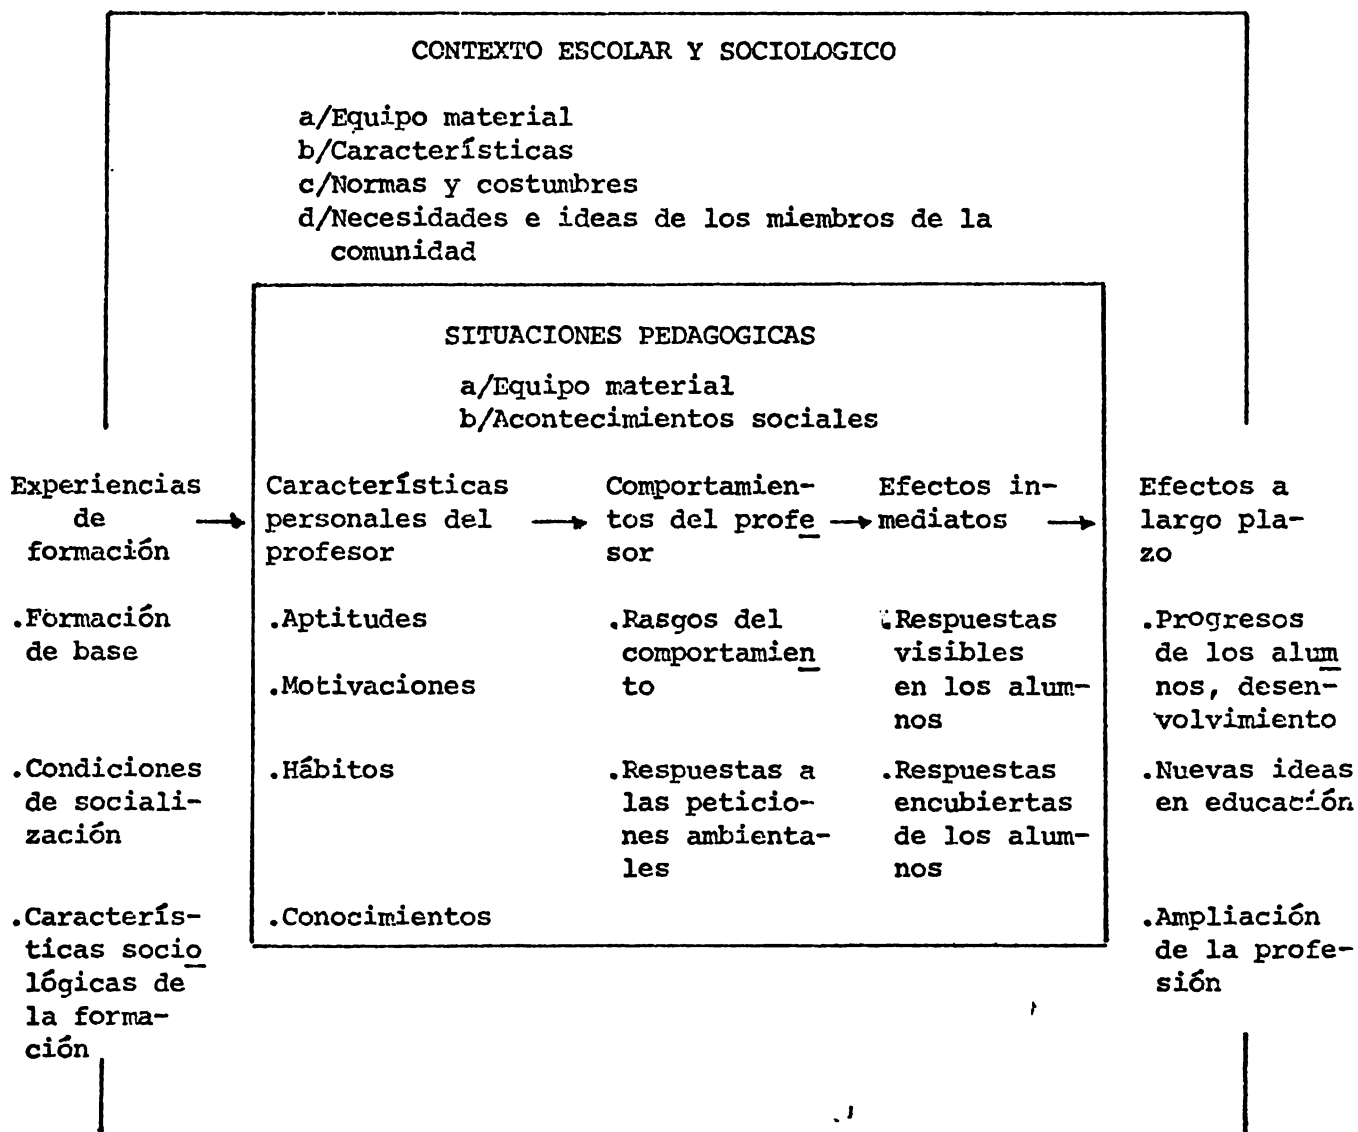 CONTEXTO ESCOLAR Y SOCIOLOGICO
a/Equipo material
b/Características
c/Normas y costumbres
d/Necesidades e ideas de los miembros de la
comunidad
SITUACIONES PEDAGOGICAS
a/Equipo material
b/Acontecimientos sociales
Experiencias
de
formación
Características
personales del
profesor
Comportamien-
tos del profe
sor
Efectos in-
mediatos
Efectos a
largo pla-
zo
.Formación
de base
.Condiciones
de sociali-
zación
.Caracterís-
ticas socio
lógicas de
la forma-
ción
.Aptitudes
.Motivaciones
.Hábitos
.Conocimientos
.Rasgos del
comportamien
to
.Respuestas a
las peticio-
nes ambienta-
les
.Respuestas
visibles
en los alum-
nos
.Respuestas
encubiertas
de los alum-
nos
.Progresos
de los alum
nos, desen-
volvimiento
.Nuevas ideas
en educación
.Ampliación
de la profe-
sión